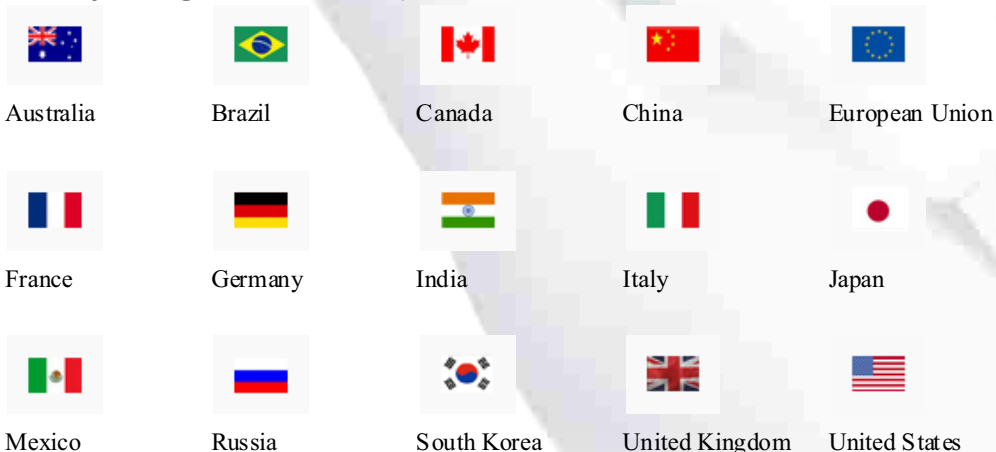 Australia Brazil Canada China European Union
France Germany India Italy Japan
Mexico Russia South Korea United Kingdom United States